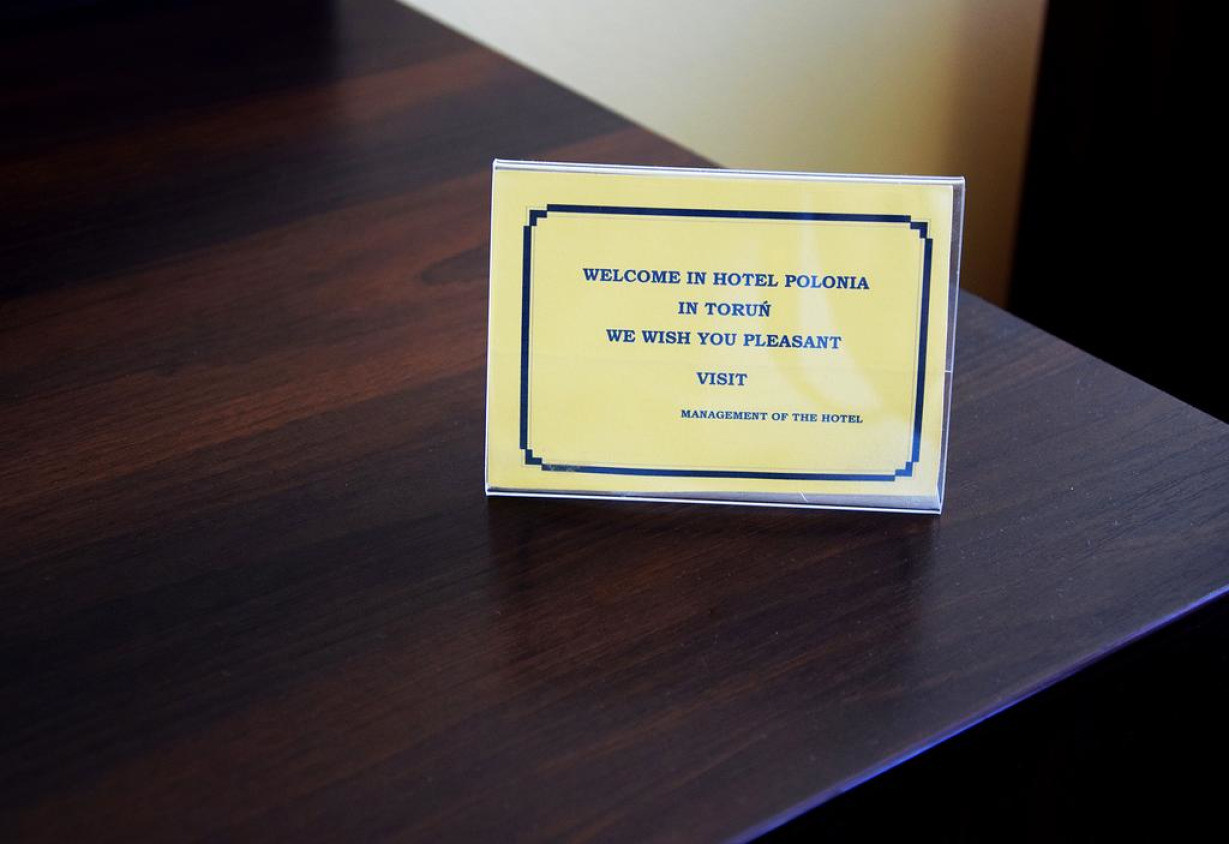 WELCOME IN HOTEL POLONIA
IN TORUŃ
WE WISH YOU PLEASANT
VISIT
MANAGEMENT OF THE HOTEL